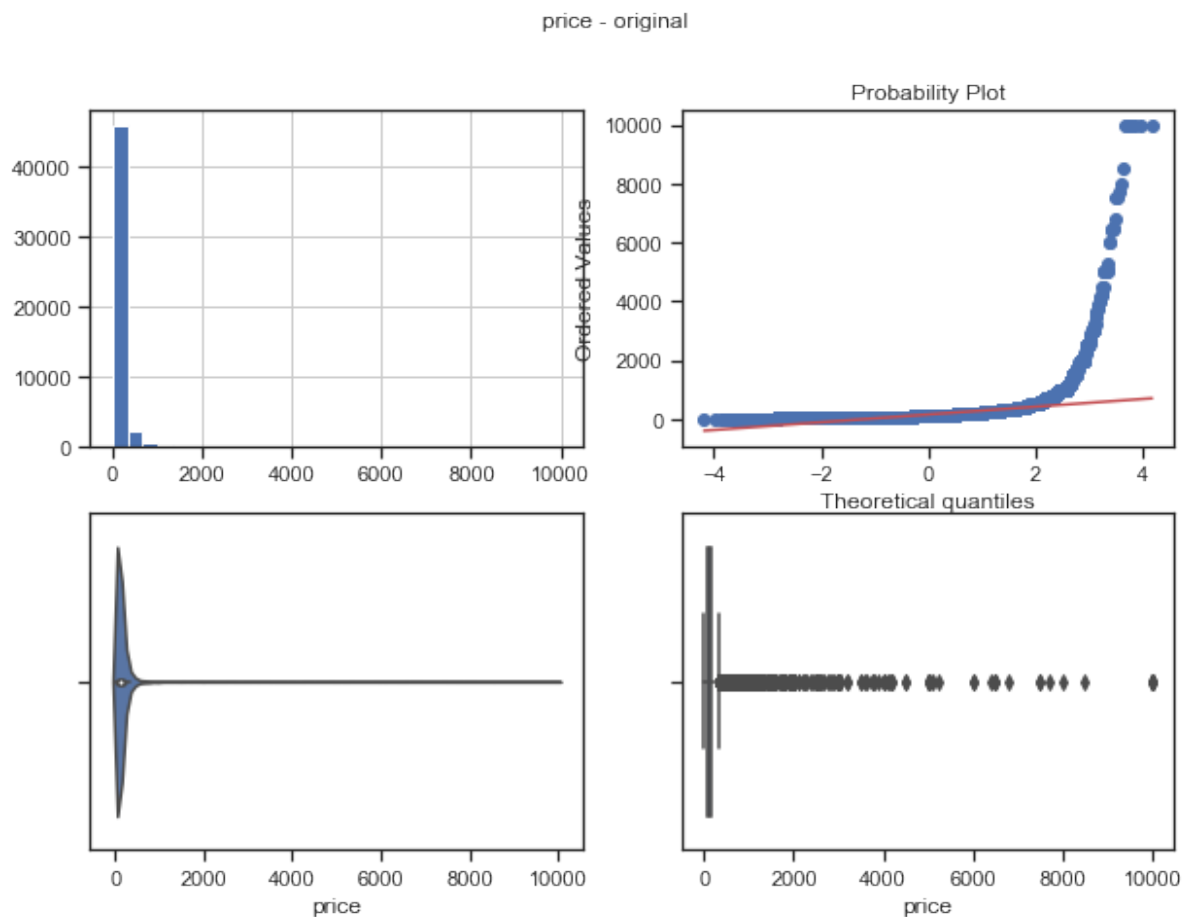 price - original
40000
30000
20000
10000
0
0 2000 4000 6000 8000 10000
Probability Plot
Ordered Values
10000
8000
6000
4000
2000
0
−4 −2 0 2 4
Theoretical quantiles
0 2000 4000 6000 8000 10000
price
0 2000 4000 6000 8000 10000
price